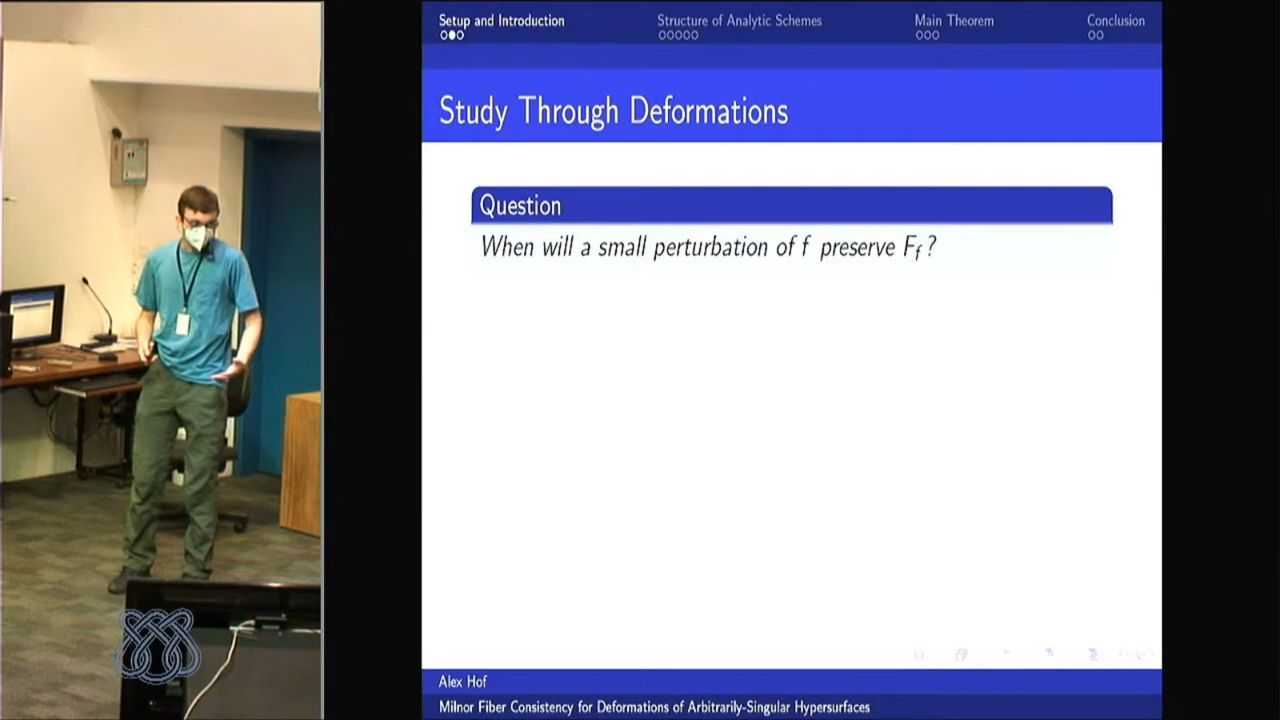 Setup and Introduction
Structure of Analytic Schemes
Main Theorem
Conclusion
Study Through Deformations
Question
When will a small perturbation of f preserve F_f?
Alex Hof
Milnor Fiber Consistency for Deformations of Arbitrarily-Singular Hypersurfaces